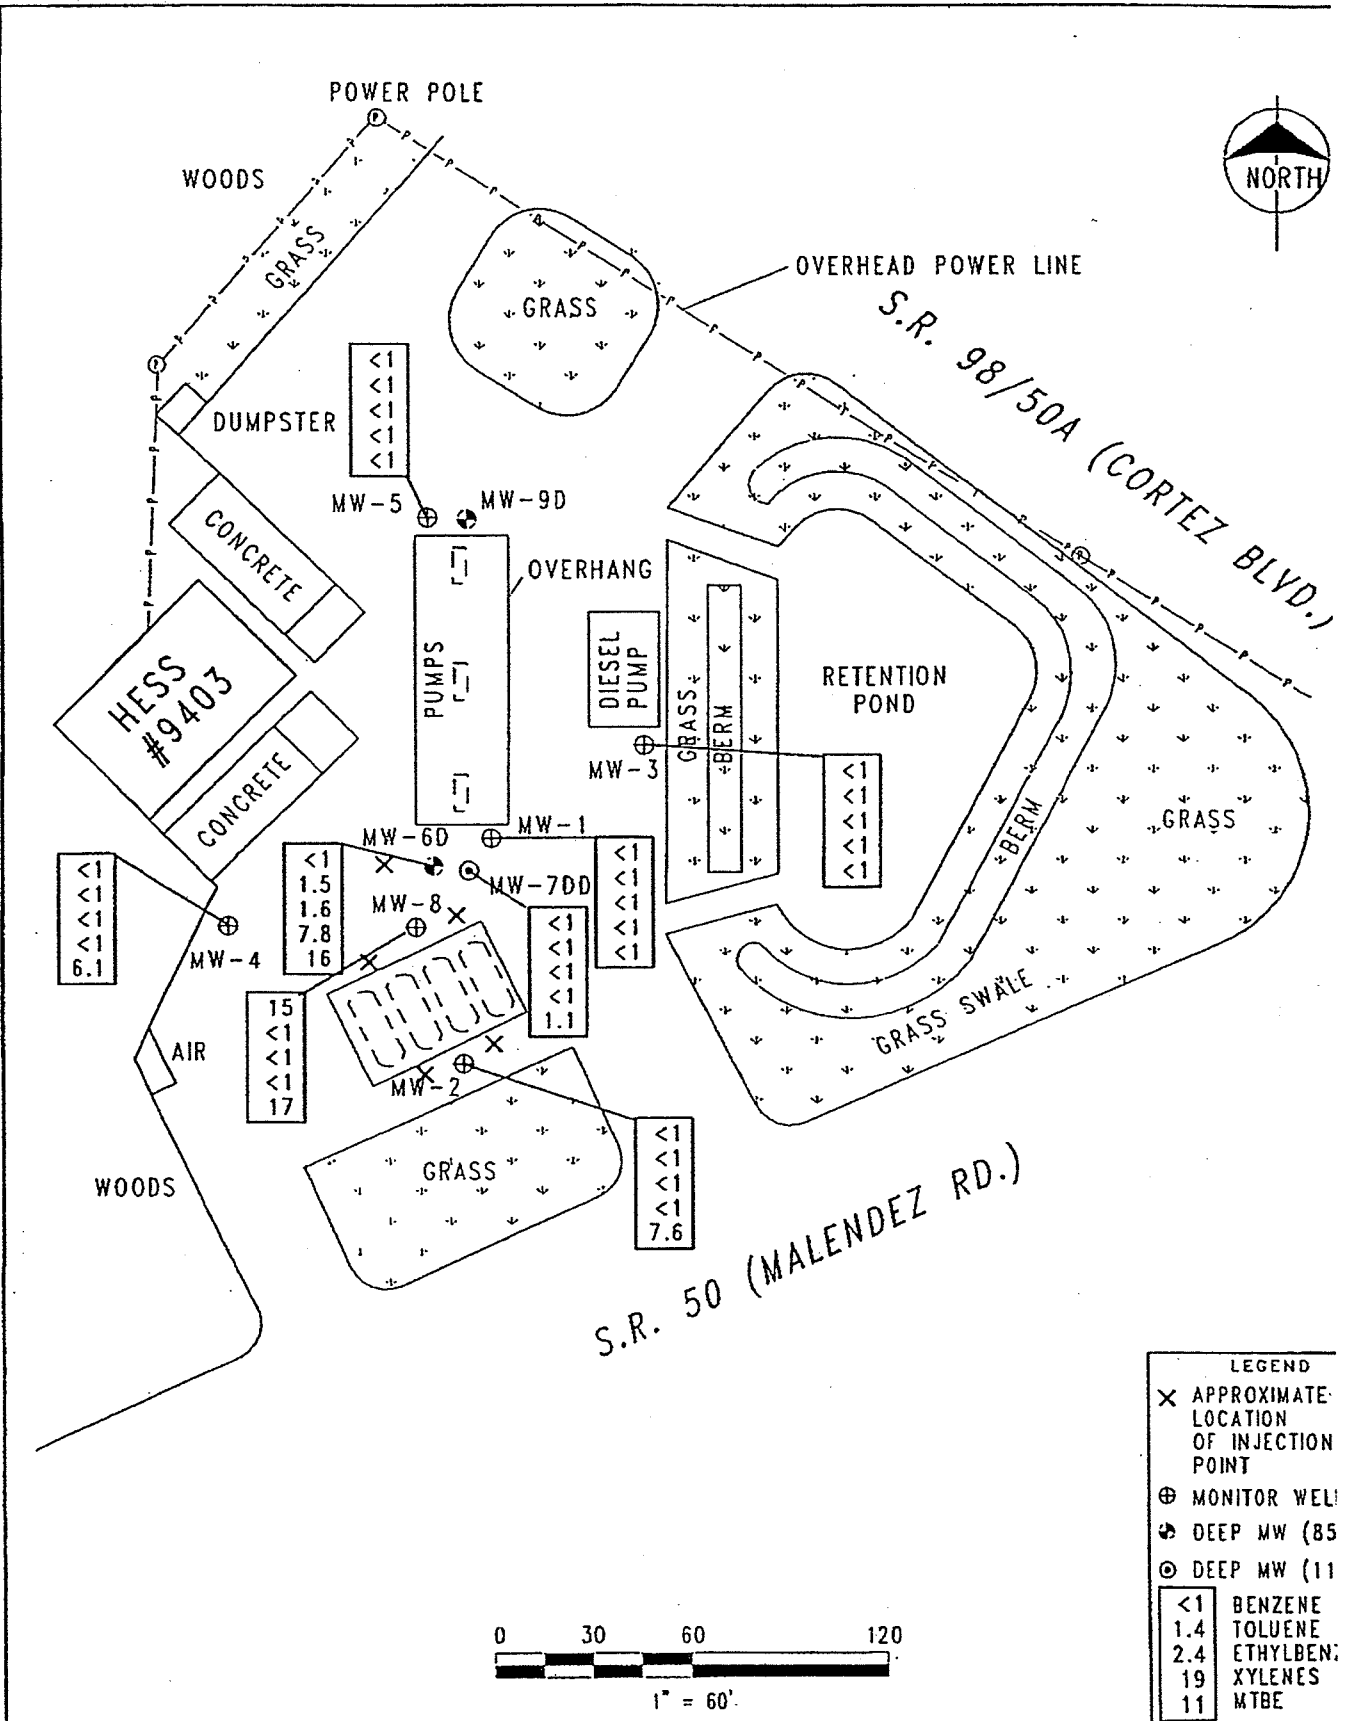 POWER POLE
WOODS
NORTH
GRASS
GRASS
OVERHEAD POWER LINE
S.R. 98/50A (CORTEZ BLVD.)
<1
<1
<1
<1
<1
DUMPSTER
MW-5
MW-9D
CONCRETE
OVERHANG
HESS
#9403
PUMPS
DIESEL
PUMP
GRASS
BERM
RETENTION
POND
MW-3
<1
<1
<1
<1
<1
CONCRETE
BERM
GRASS
MW-6D
MW-1
<1
<1
<1
<1
<1
<1
1.5
1.6
7.8
16
MW-7DD
<1
<1
<1
<1
1.1
MW-8
15
<1
<1
<1
17
<1
<1
<1
<1
6.1
MW-4
GRASS SWALE
AIR
MW-2
<1
<1
<1
<1
7.6
WOODS
GRASS
S.R. 50 (MALENDEZ RD.)
LEGEND
X APPROXIMATE
LOCATION
OF INJECTION
POINT
MONITOR WEL
DEEP MW (85
DEEP MW (11
<1 BENZENE
1.4 TOLUENE
2.4 ETHYLBEN
19 XYLENES
11 MTBE
0 30 60 120
1" = 60'